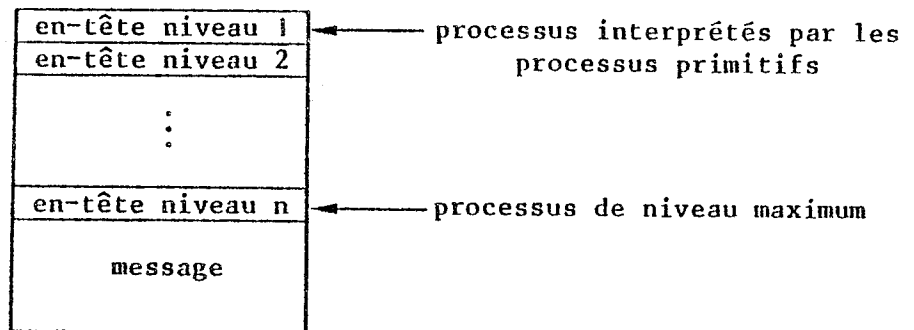 en-tête niveau 1
processus interprétés par les
en-tête niveau 2
processus primitifs
en-tête niveau n
processus de niveau maximum
message